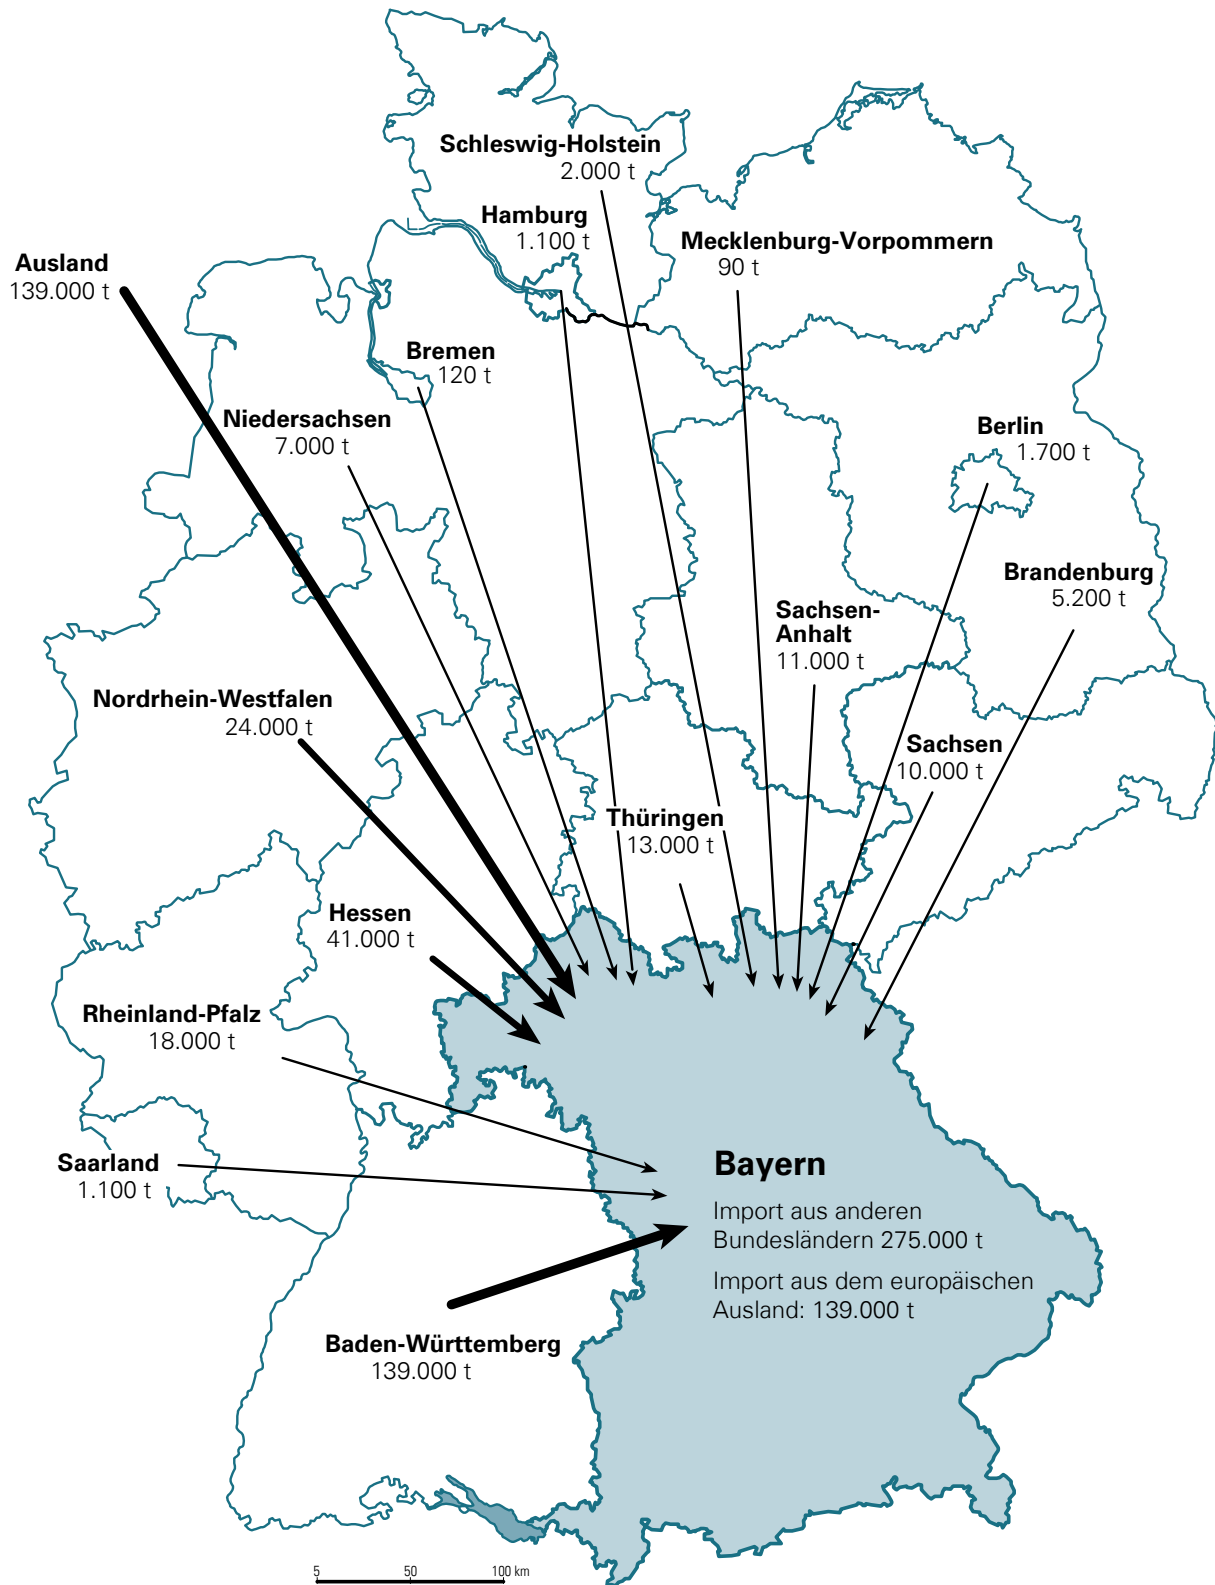 Schleswig-Holstein
2.000 t
Hamburg
1.100 t
Mecklenburg-Vorpommern
90 t
Ausland
139.000 t
Bremen
120 t
Niedersachsen
7.000 t
Berlin
1.700 t
Brandenburg
5.200 t
Sachsen-
Anhalt
11.000 t
Nordrhein-Westfalen
24.000 t
Sachsen
10.000 t
Thüringen
13.000 t
Hessen
41.000 t
Rheinland-Pfalz
18.000 t
Saarland
1.100 t
Bayern
Import aus anderen
Bundesländern 275.000 t
Import aus dem europäischen
Ausland: 139.000 t
Baden-Württemberg
139.000 t
5 50 100 km